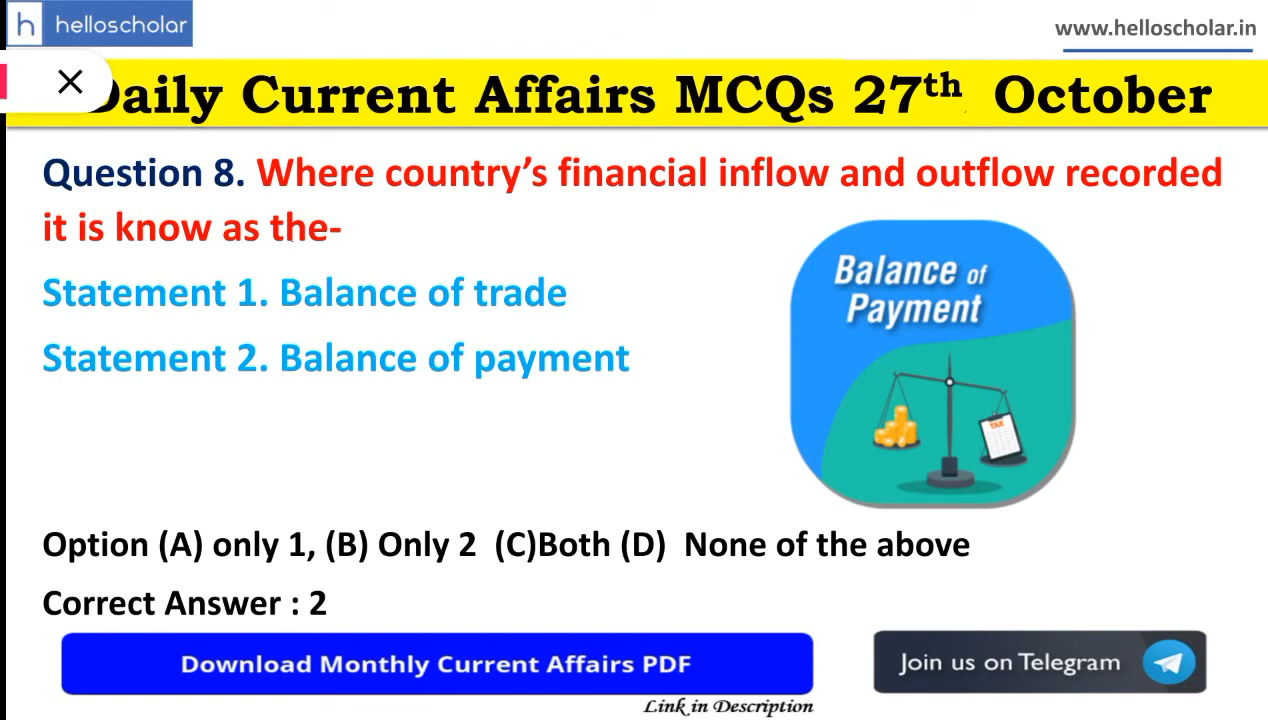 h helloscholar
www.helloscholar.in
Daily Current Affairs MCQs 27th October
Question 8. Where country's financial inflow and outflow recorded
it is know as the-
Statement 1. Balance of trade
Statement 2. Balance of payment
Balance of
Payment
TAX
Option (A) only 1, (B) Only 2 (C)Both (D) None of the above
Correct Answer : 2
Download Monthly Current Affairs PDF
Join us on Telegram
Link in Description